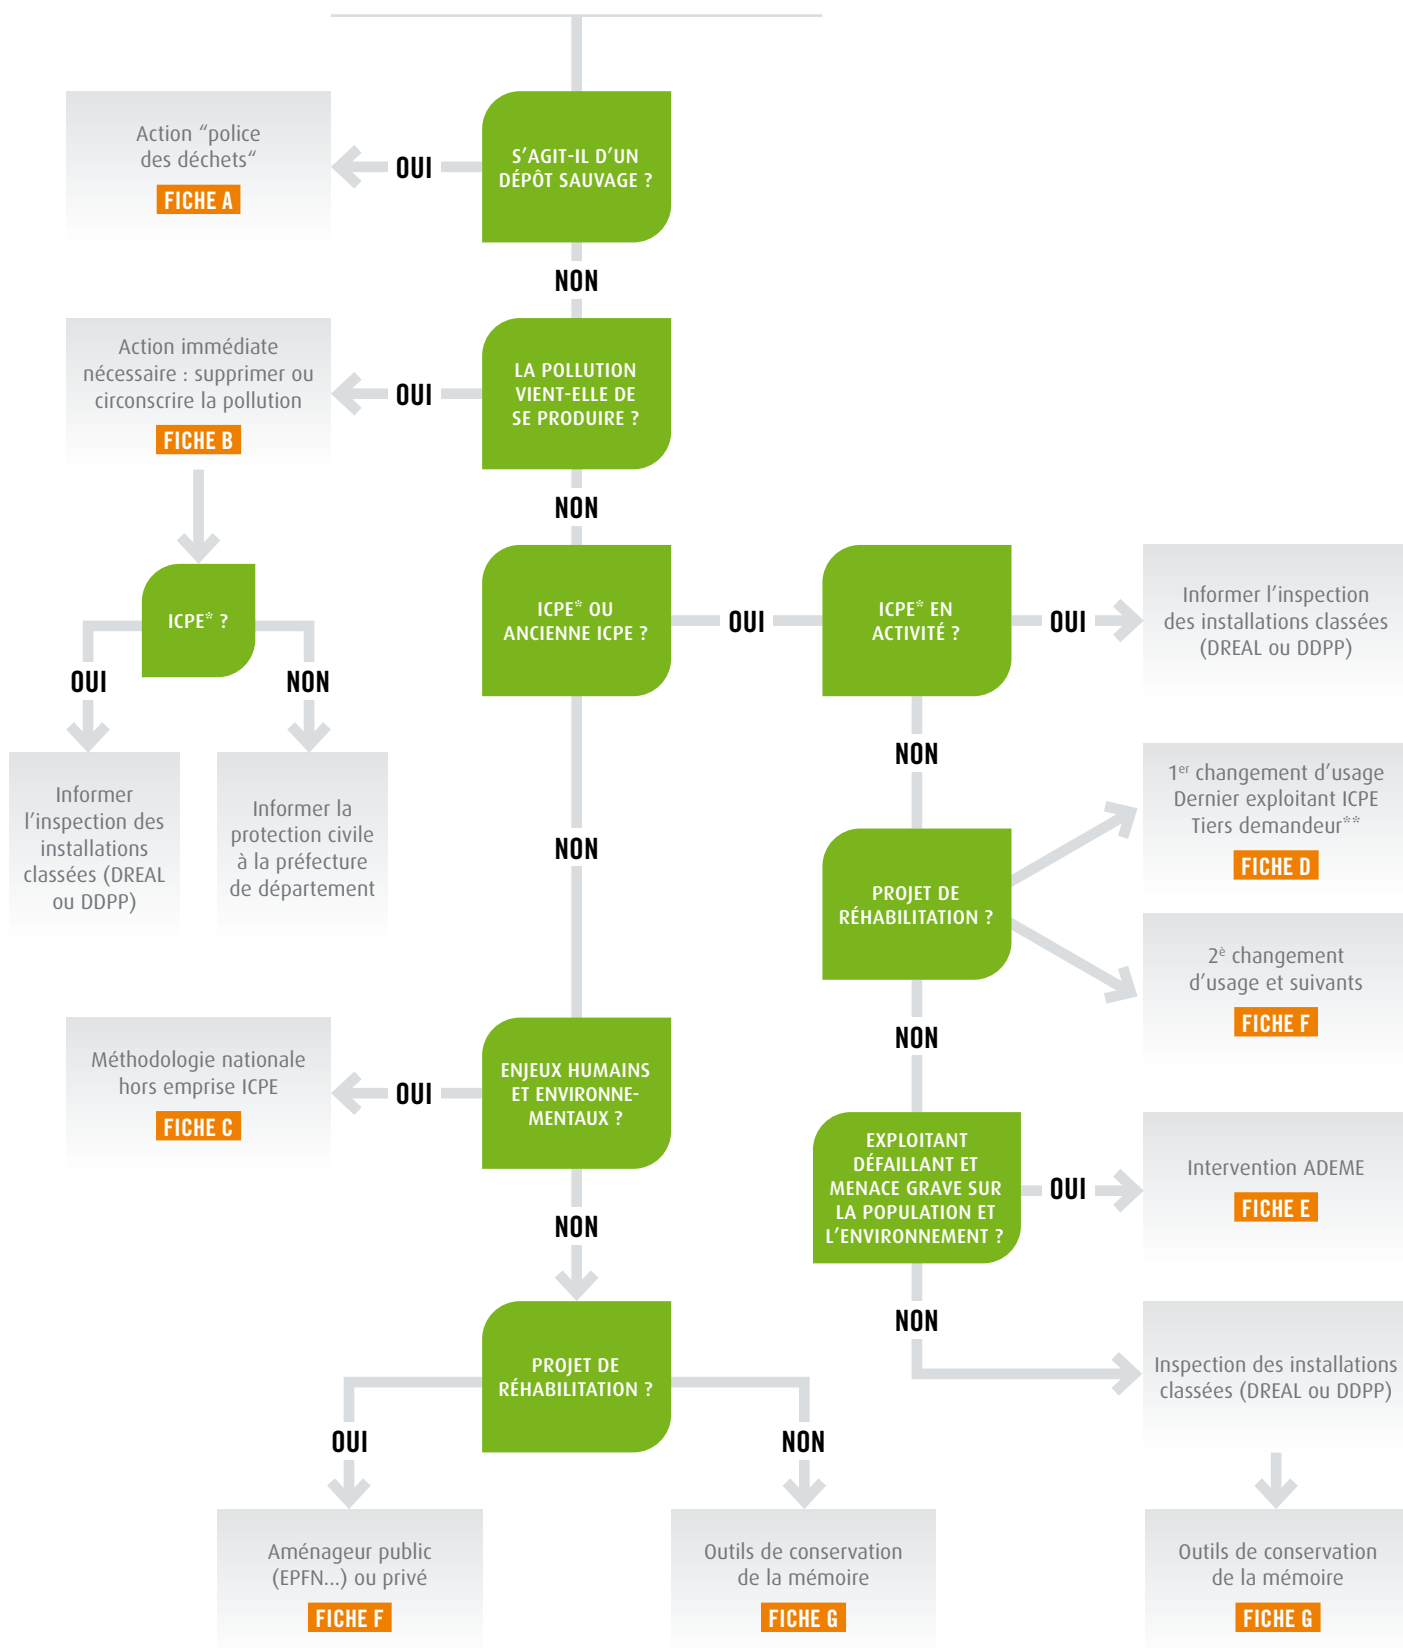 Action “police
des déchets“
FICHE A
OUI
S’AGIT-IL D’UN
DÉPÔT SAUVAGE ?
NON
Action immédiate
nécessaire : supprimer ou
circonscrire la pollution
FICHE B
OUI
LA POLLUTION
VIENT-ELLE DE
SE PRODUIRE ?
NON
ICPE* ?
OUI
NON
Informer
l’inspection des
installations
classées (DREAL
ou DDPP)
Informer la
protection civile
à la préfecture
de département
ICPE* OU
ANCIENNE ICPE ?
OUI
ICPE* EN
ACTIVITÉ ?
OUI
Informer l’inspection
des installations classées
(DREAL ou DDPP)
NON
NON
PROJET DE
RÉHABILITATION ?
1er changement d’usage
Dernier exploitant ICPE
Tiers demandeur**
FICHE D
2è changement
d’usage et suivants
FICHE F
NON
Méthodologie nationale
hors emprise ICPE
FICHE C
OUI
ENJEUX HUMAINS
ET ENVIRONNE-
MENTAUX ?
NON
EXPLOITANT
DÉFAILLANT ET
MENACE GRAVE SUR
LA POPULATION ET
L’ENVIRONNEMENT ?
OUI
Intervention ADEME
FICHE E
NON
Inspection des installations
classées (DREAL ou DDPP)
PROJET DE
RÉHABILITATION ?
OUI
NON
Aménageur public
(EPFN...) ou privé
FICHE F
Outils de conservation
de la mémoire
FICHE G
Outils de conservation
de la mémoire
FICHE G